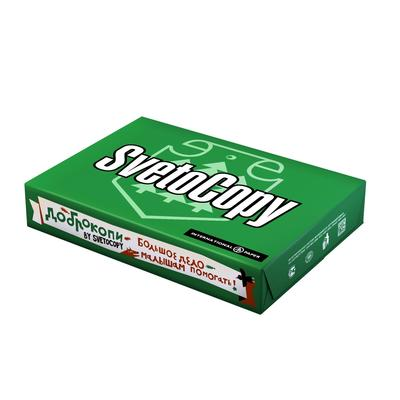 SvetoCopy
INTERNATIONAL PAPER
ДОБРОКОПИ
BY SVETOCOPY
БОЛЬШОЕ ДЕЛО -
МАЛЫШАМ ПОМОГАТЬ!